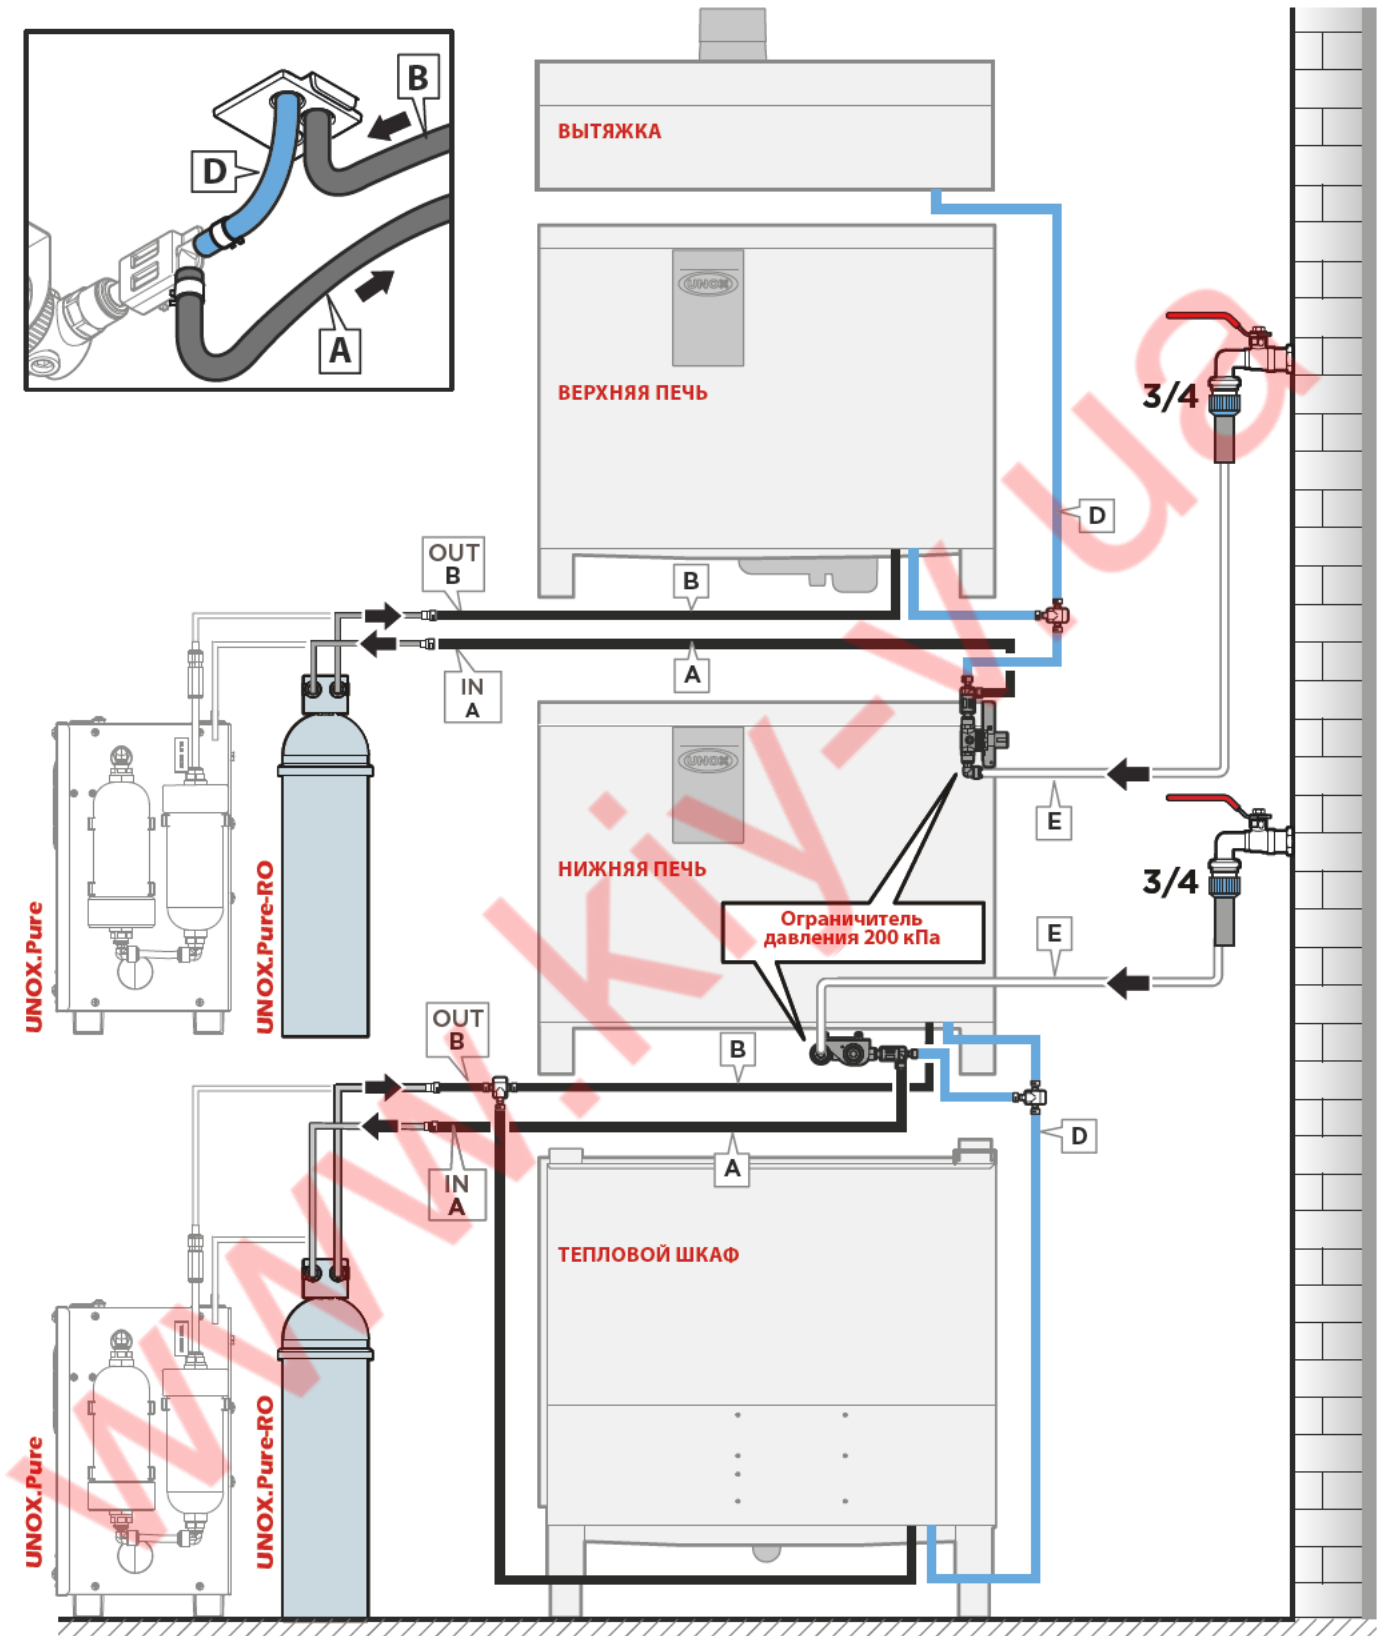 B
D
A
ВЫТЯЖКА
UNOX
ВЕРХНЯЯ ПЕЧЬ
3/4
D
OUT
B
B
IN
A
A
UNOX
E
НИЖНЯЯ ПЕЧЬ
3/4
Ограничитель
давления 200 кПа
E
UNOX.Pure
UNOX.Pure-RO
OUT
B
B
IN
A
A
D
ТЕПЛОВОЙ ШКАФ
UNOX.Pure
UNOX.Pure-RO
www.kiy-v.ua